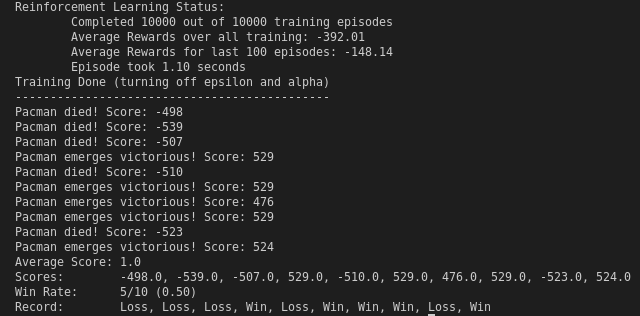 Reinforcement Learning Status:
Completed 10000 out of 10000 training episodes
Average Rewards over all training: -392.01
Average Rewards for last 100 episodes: -148.14
Episode took 1.10 seconds
Training Done (turning off epsilon and alpha)
---------------------------------------------
Pacman died! Score: -498
Pacman died! Score: -539
Pacman died! Score: -507
Pacman emerges victorious! Score: 529
Pacman died! Score: -510
Pacman emerges victorious! Score: 529
Pacman emerges victorious! Score: 476
Pacman emerges victorious! Score: 529
Pacman died! Score: -523
Pacman emerges victorious! Score: 524
Average Score: 1.0
Scores: -498.0, -539.0, -507.0, 529.0, -510.0, 529.0, 476.0, 529.0, -523.0, 524.0
Win Rate: 5/10 (0.50)
Record: Loss, Loss, Loss, Win, Loss, Win, Win, Win, Loss, Win